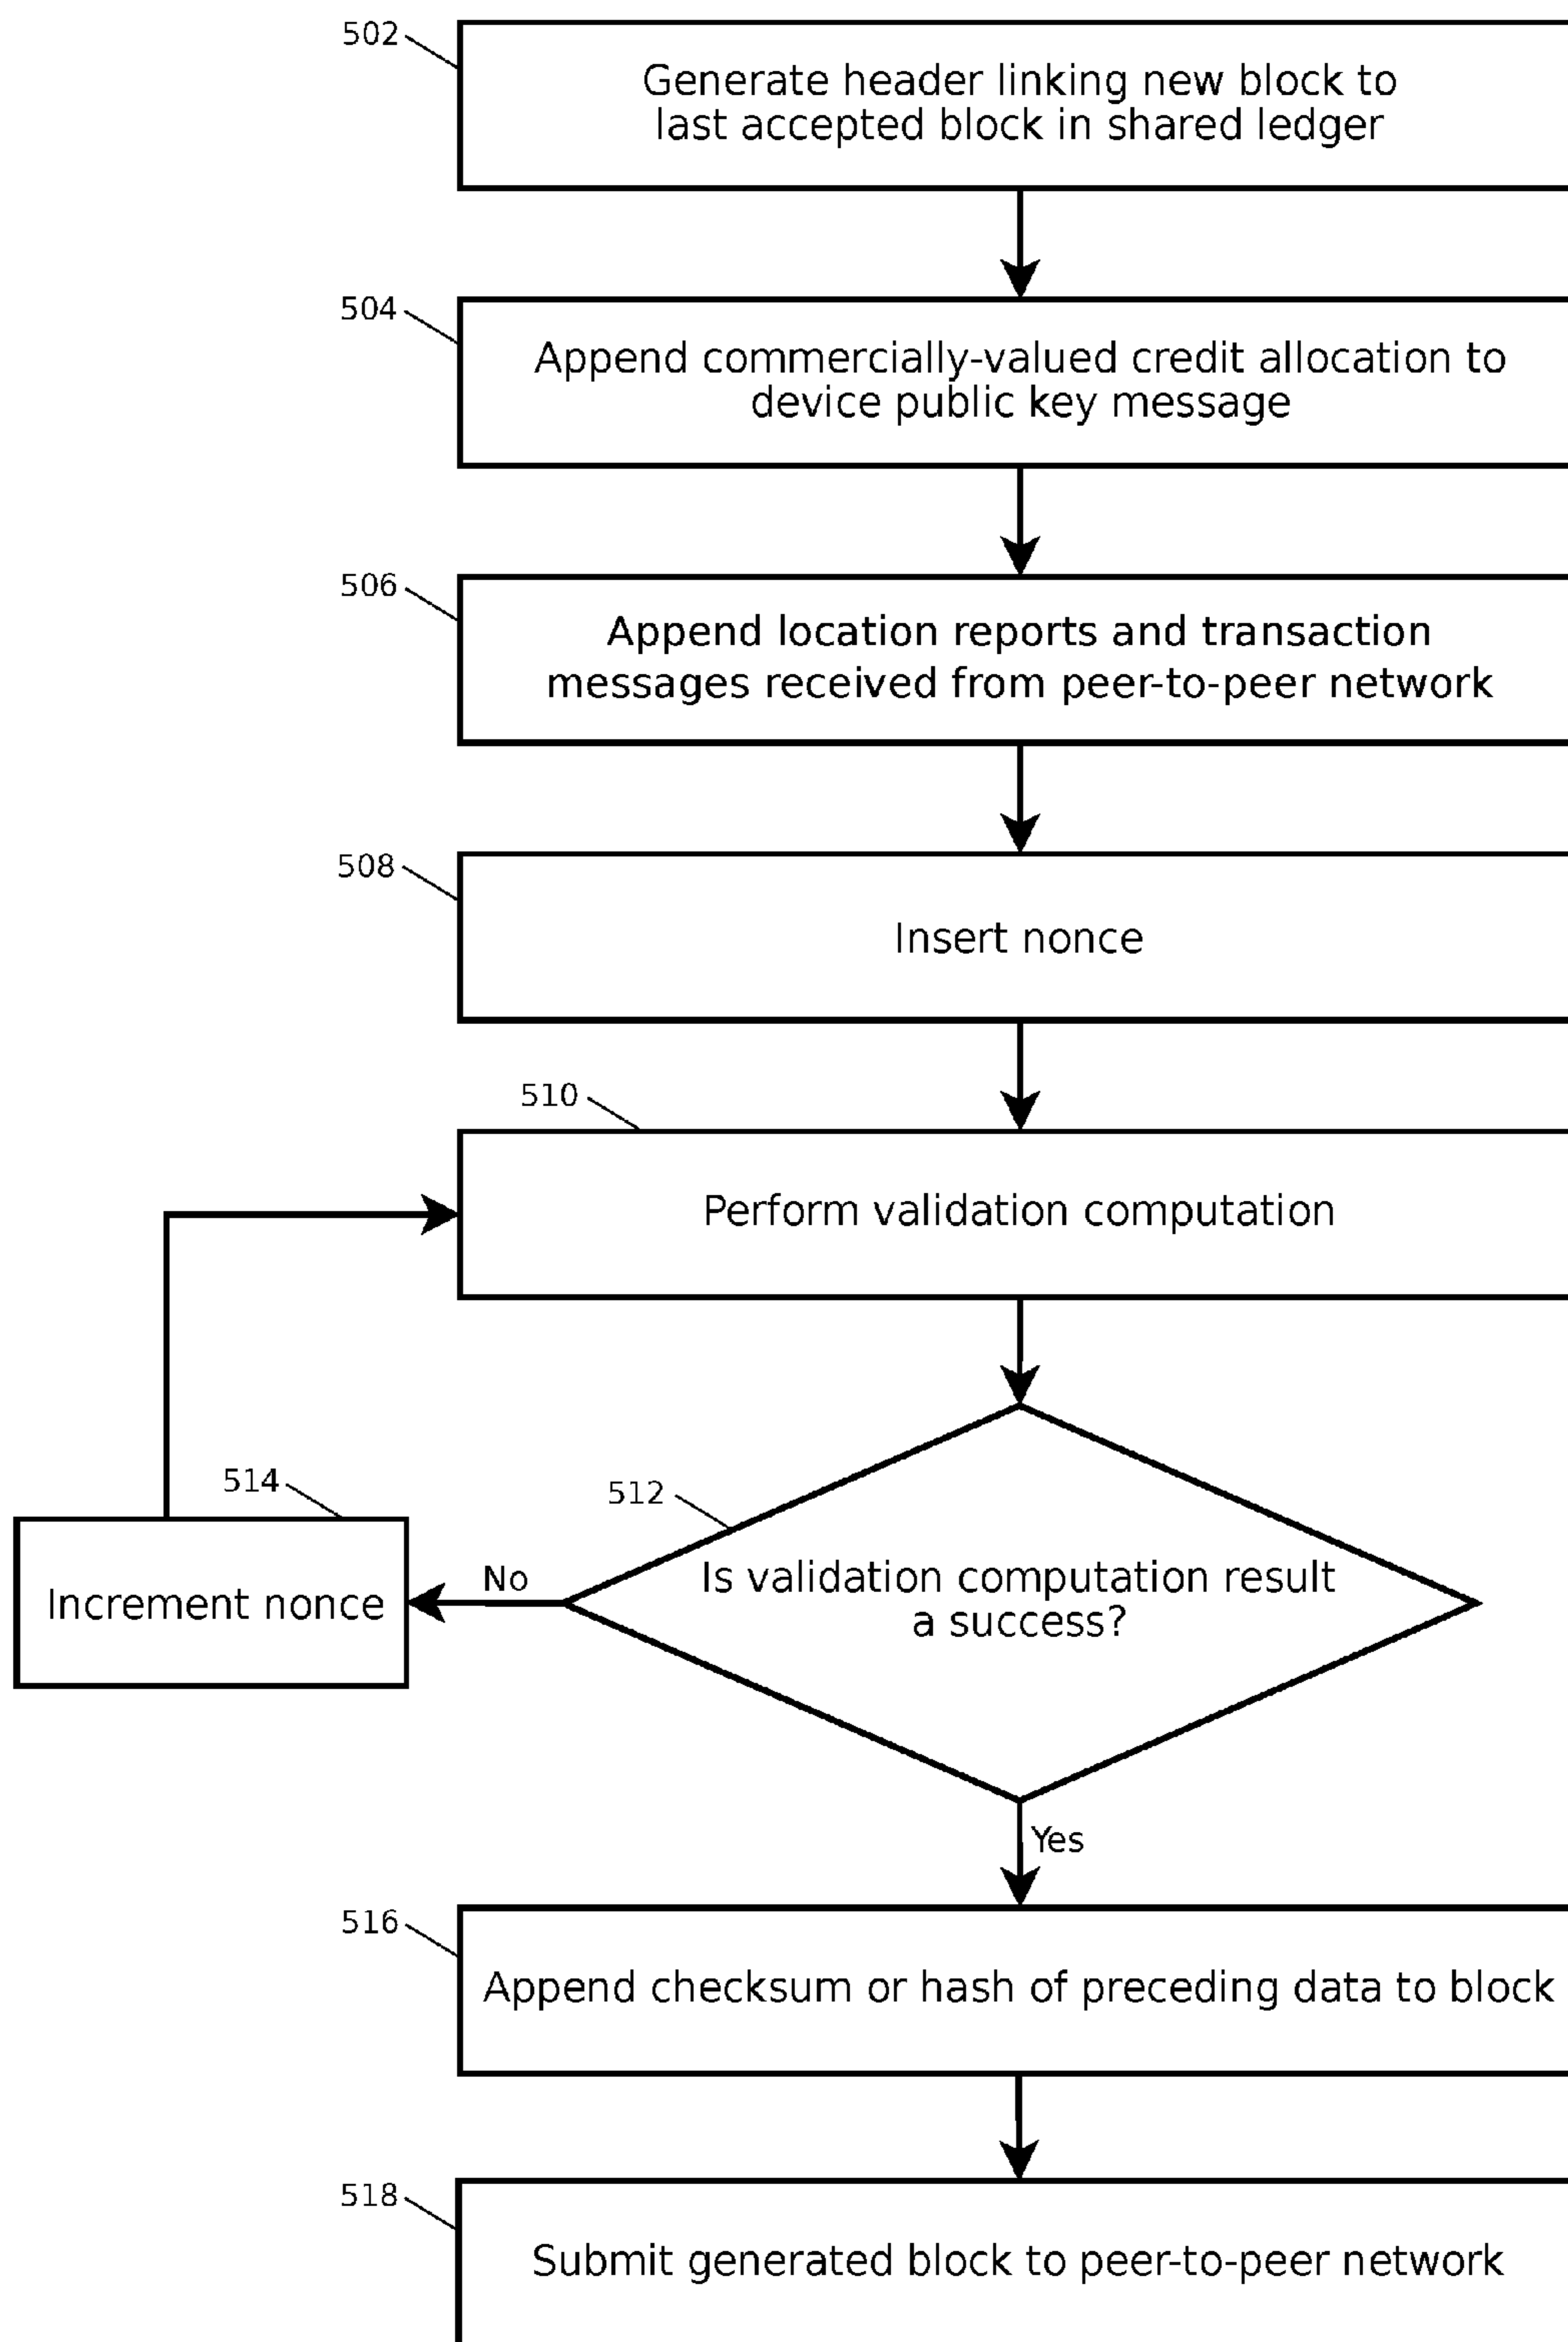 502
Generate header linking new block to
last accepted block in shared ledger
504
Append commercially-valued credit allocation to
device public key message
506
Append location reports and transaction
messages received from peer-to-peer network
508
Insert nonce
510
Perform validation computation
512
Is validation computation result
a success?
No
514
Increment nonce
Yes
516
Append checksum or hash of preceding data to block
518
Submit generated block to peer-to-peer network